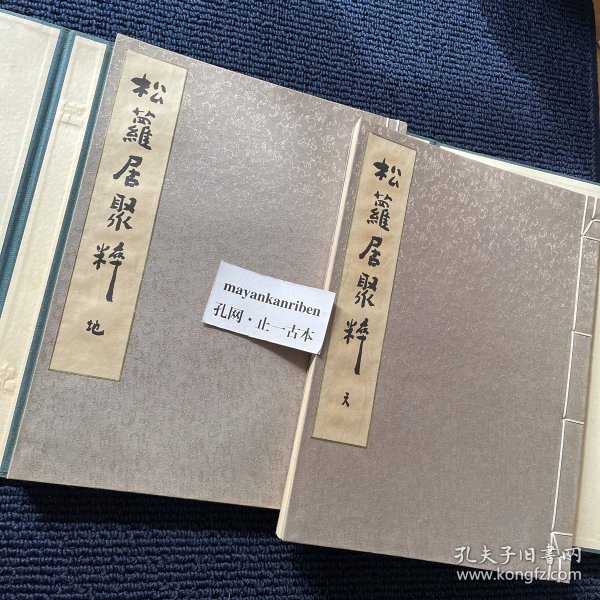 松蘿居聚粹 地
mayankanriben
孔网·止一古本
松蘿居聚粹 天
孔夫子旧书网
www.kongfz.com